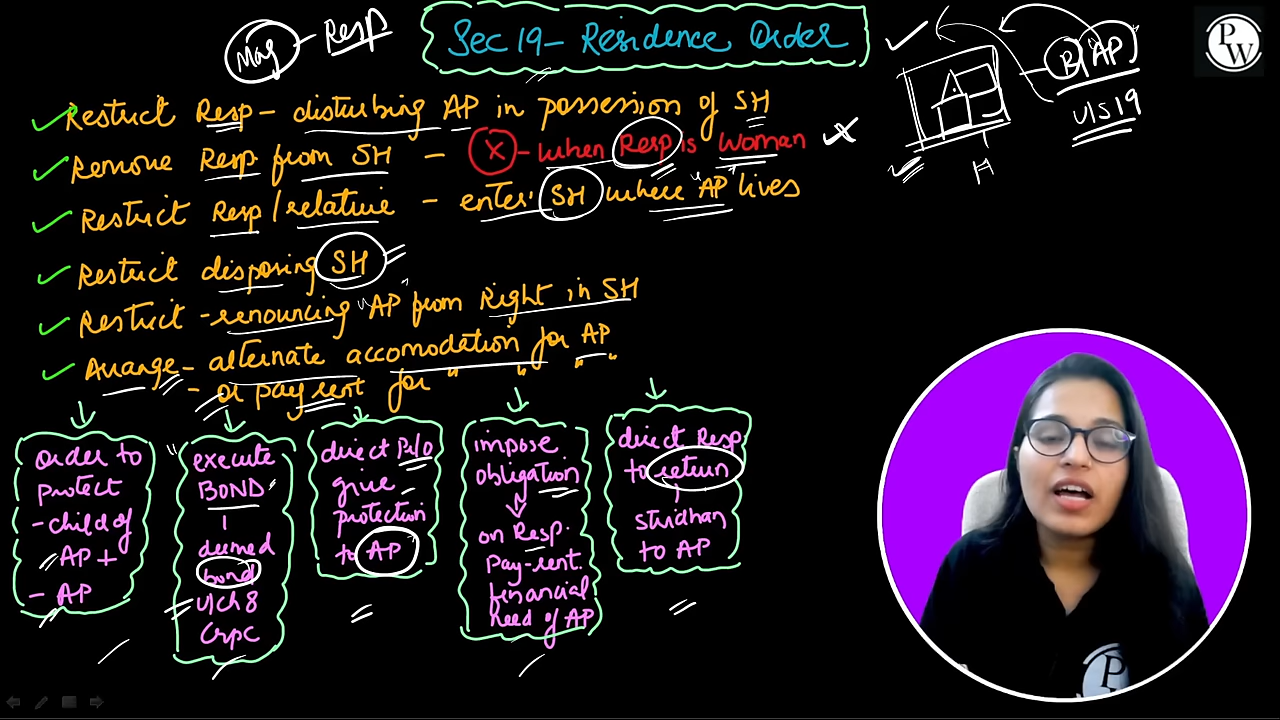 Mag - Resp
Sec 19 - Residence Order
R(AP)
u/s 19
H
PW
Restrict Resp - disturbing AP in possession of SH
Remove Resp from SH - X - when Resp is woman
Restrict Resp/relative - enter SH where "AP" lives
Restrict disposing SH
Restrict - renouncing "AP" from Right in SH
Arrange - alternate accomodation for AP
- or pay rent for " " " "
order to
protect
- child of
AP +
- AP
"execute
BOND"
deemed
bond
u/ch 8
Crpc
direct P.S/O
give
protection
to AP
impose
obligation
on Resp.
pay-rent.
financial
need of AP
direct Resp
to return
stridhan
to AP
PW